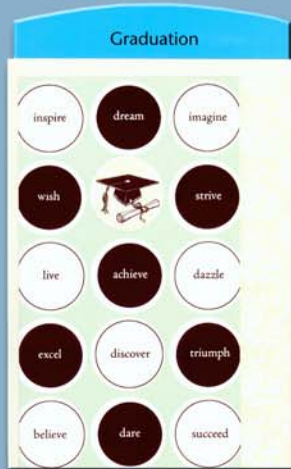 Graduation
inspire dream imagine
wish strive
live achieve dazzle
excel discover triumph
believe dare succeed